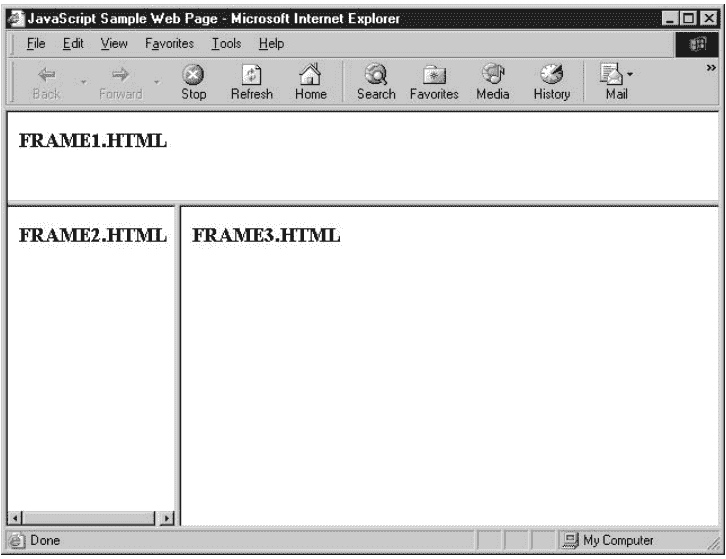 JavaScript Sample Web Page - Microsoft Internet Explorer
File Edit View Favorites Tools Help
Back Forward Stop Refresh Home Search Favorites Media History Mail »
FRAME1.HTML
FRAME2.HTML FRAME3.HTML
Done My Computer